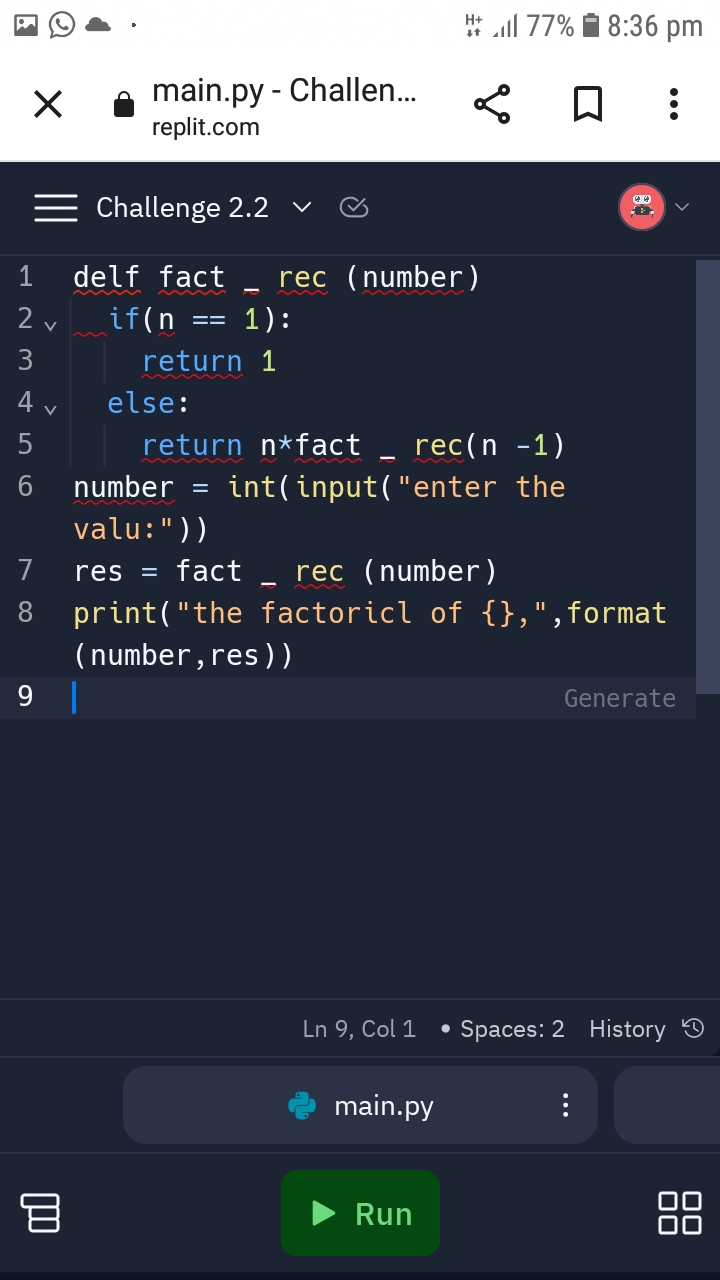 H+ 77% 8:36 pm
main.py - Challen...
replit.com
Challenge 2.2
1 delf fact _ rec (number)
2 if(n == 1):
3 return 1
4 else:
5 return n*fact _ rec(n -1)
6 number = int(input("enter the
valu:"))
7 res = fact _ rec (number)
8 print("the factoricl of {},",format
(number,res))
9 Generate
Ln 9, Col 1 • Spaces: 2 History
main.py
Run